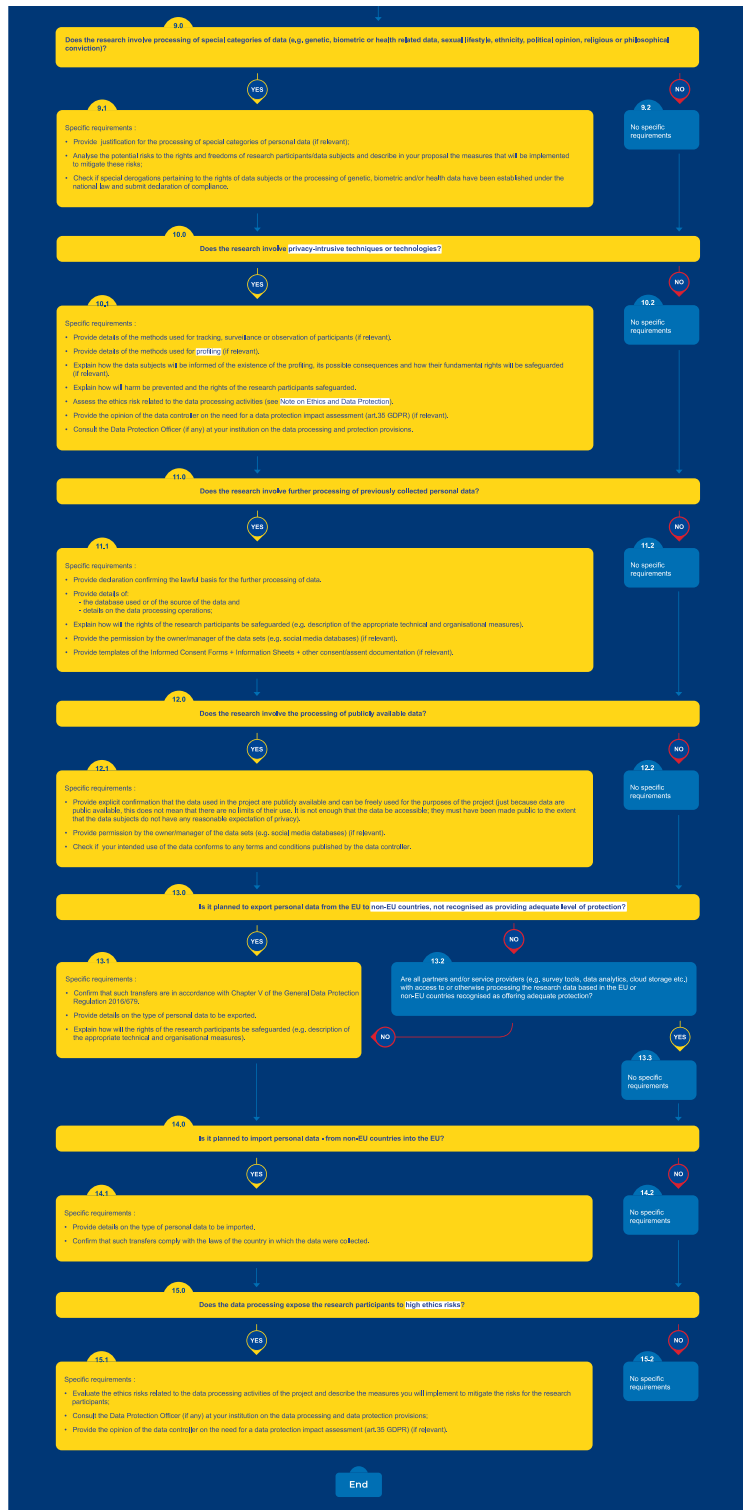 9.0
Does the research involve processing of special categories of data (e.g, genetic, biometric or health related data, sexual lifestyle, ethnicity, political opinion, religious or philosophical
conviction)?
YES
NO
9.1
Specific requirements :
• Provide justification for the processing of special categories of personal data (if relevant);
• Analyse the potential risks to the rights and freedoms of research participants/data subjects and describe in your proposal the measures that will be implemented
to mitigate these risks;
• Check if special derogations pertaining to the rights of data subjects or the processing of genetic, biometric and/or health data have been established under the
national law and submit declaration of compliance.
9.2
No specific
requirements
10.0
Does the research involve privacy-intrusive techniques or technologies?
YES
NO
10.1
Specific requirements :
• Provide details of the methods used for tracking, surveillance or observation of participants (if relevant).
• Provide details of the methods used for profiling (if relevant).
• Explain how the data subjects will be informed of the existence of the profiling, its possible consequences and how their fundamental rights will be safeguarded
(if relevant).
• Explain how will harm be prevented and the rights of the research participants safeguarded.
• Assess the ethics risk related to the data processing activities (see Note on Ethics and Data Protection).
• Provide the opinion of the data controller on the need for a data protection impact assessment (art.35 GDPR) (if relevant).
• Consult the Data Protection Officer (if any) at your institution on the data processing and protection provisions.
10.2
No specific
requirements
11.0
Does the research involve further processing of previously collected personal data?
YES
NO
11.1
Specific requirements :
• Provide declaration confirming the lawful basis for the further processing of data.
• Provide details of:
- the database used or of the source of the data and
- details on the data processing operations;
• Explain how will the rights of the research participants be safeguarded (e.g. description of the appropriate technical and organisational measures).
• Provide the permission by the owner/manager of the data sets (e.g. social media databases) (if relevant).
• Provide templates of the Informed Consent Forms + Information Sheets + other consent/assent documentation (if relevant).
11.2
No specific
requirements
12.0
Does the research involve the processing of publicly available data?
YES
NO
12.1
Specific requirements :
• Provide explicit confirmation that the data used in the project are publicly available and can be freely used for the purposes of the project (just because data are
public available, this does not mean that there are no limits of their use. It is not enough that the data be accessible; they must have been made public to the extent
that the data subjects do not have any reasonable expectation of privacy).
• Provide permission by the owner/manager of the data sets (e.g. social media databases) (if relevant).
• Check if your intended use of the data conforms to any terms and conditions published by the data controller.
12.2
No specific
requirements
13.0
Is it planned to export personal data from the EU to non-EU countries, not recognised as providing adequate level of protection?
YES
NO
13.1
Specific requirements :
• Confirm that such transfers are in accordance with Chapter V of the General Data Protection
Regulation 2016/679.
• Provide details on the type of personal data to be exported.
• Explain how will the rights of the research participants be safeguarded (e.g. description of
the appropriate technical and organisational measures).
13.2
Are all partners and/or service providers (e.g, survey tools, data analytics, cloud storage etc,)
with access to or otherwise processing the research data based in the EU or
non-EU countries recognised as offering adequate protection?
NO
YES
13.3
No specific
requirements
14.0
Is it planned to import personal data - from non-EU countries into the EU?
YES
NO
14.1
Specific requirements :
• Provide details on the type of personal data to be imported.
• Confirm that such transfers comply with the laws of the country in which the data were collected.
14.2
No specific
requirements
15.0
Does the data processing expose the research participants to high ethics risks?
YES
NO
15.1
Specific requirements :
• Evaluate the ethics risks related to the data processing activities of the project and describe the measures you will implement to mitigate the risks for the research
participants;
• Consult the Data Protection Officer (if any) at your institution on the data processing and data protection provisions;
• Provide the opinion of the data controller on the need for a data protection impact assessment (art.35 GDPR) (if relevant).
15.2
No specific
requirements
End